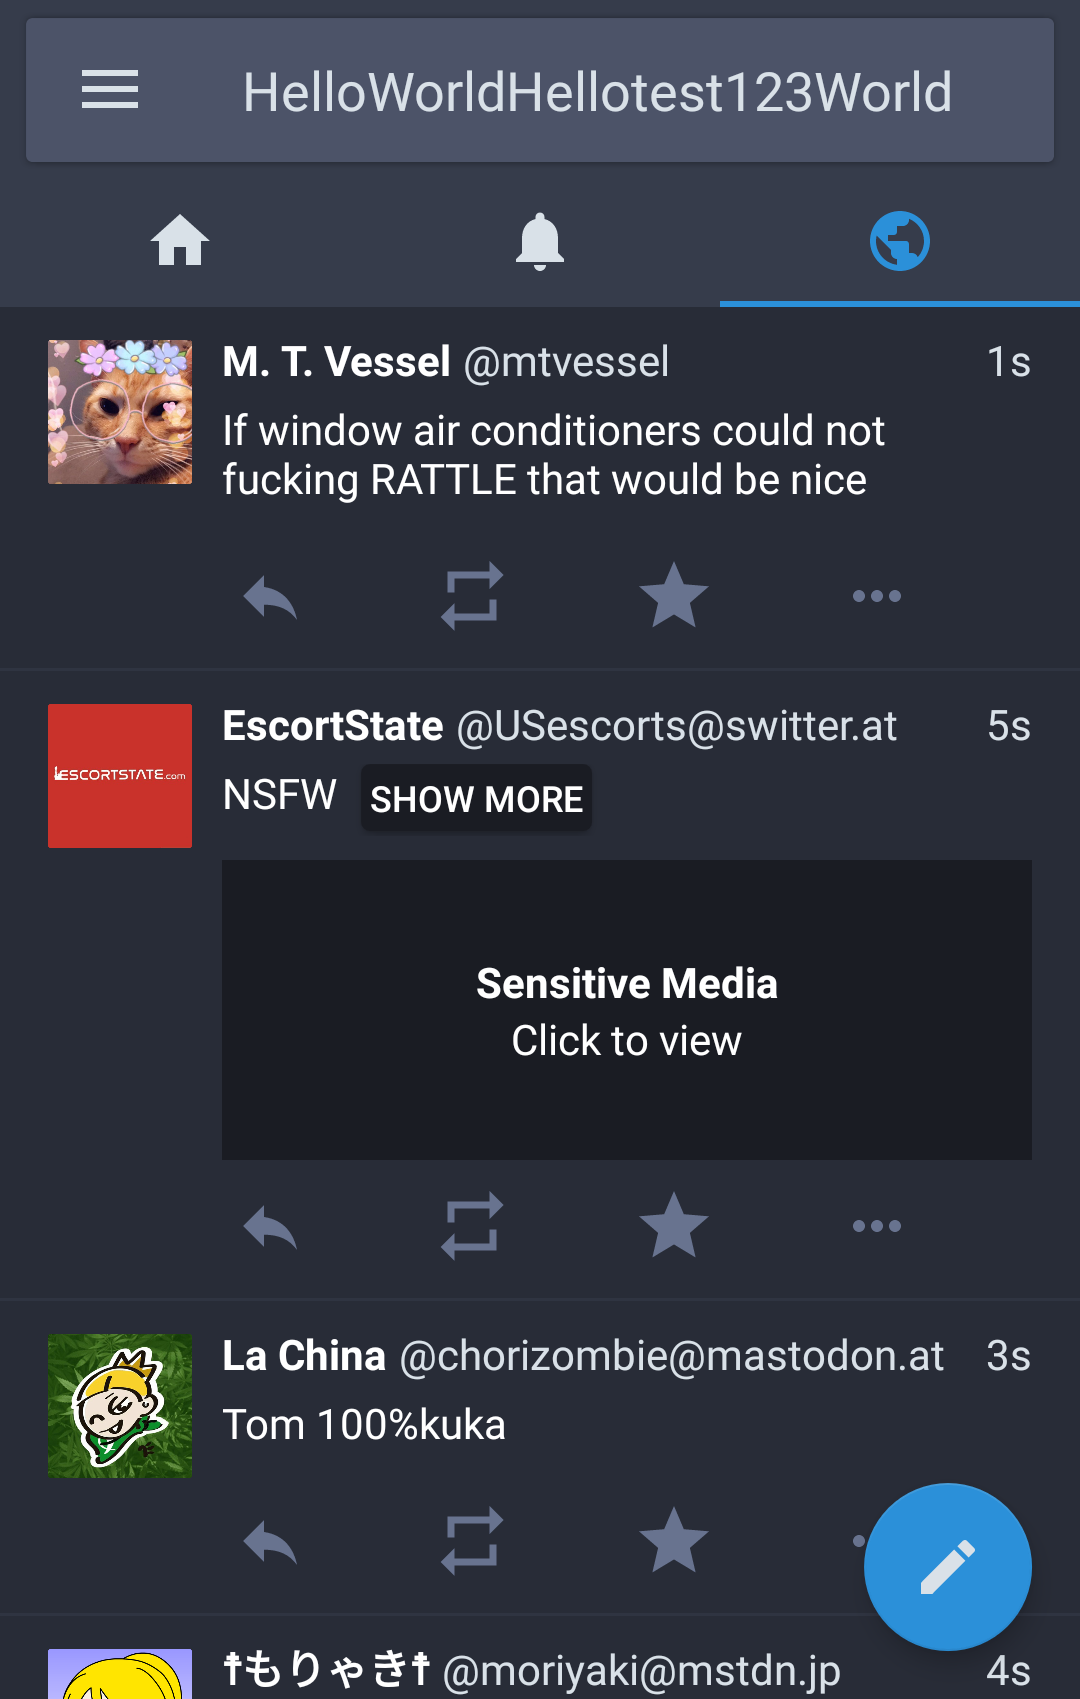 HelloWorldHellotest123World
M. T. Vessel @mtvessel 1s
If window air conditioners could not
fucking RATTLE that would be nice
EscortState @USescorts@switter.at 5s
ESCORTSTATE.com
NSFW SHOW MORE
Sensitive Media
Click to view
La China @chorizombie@mastodon.at 3s
Tom 100%kuka
☨もりゃき☨ @moriyaki@mstdn.jp 4s